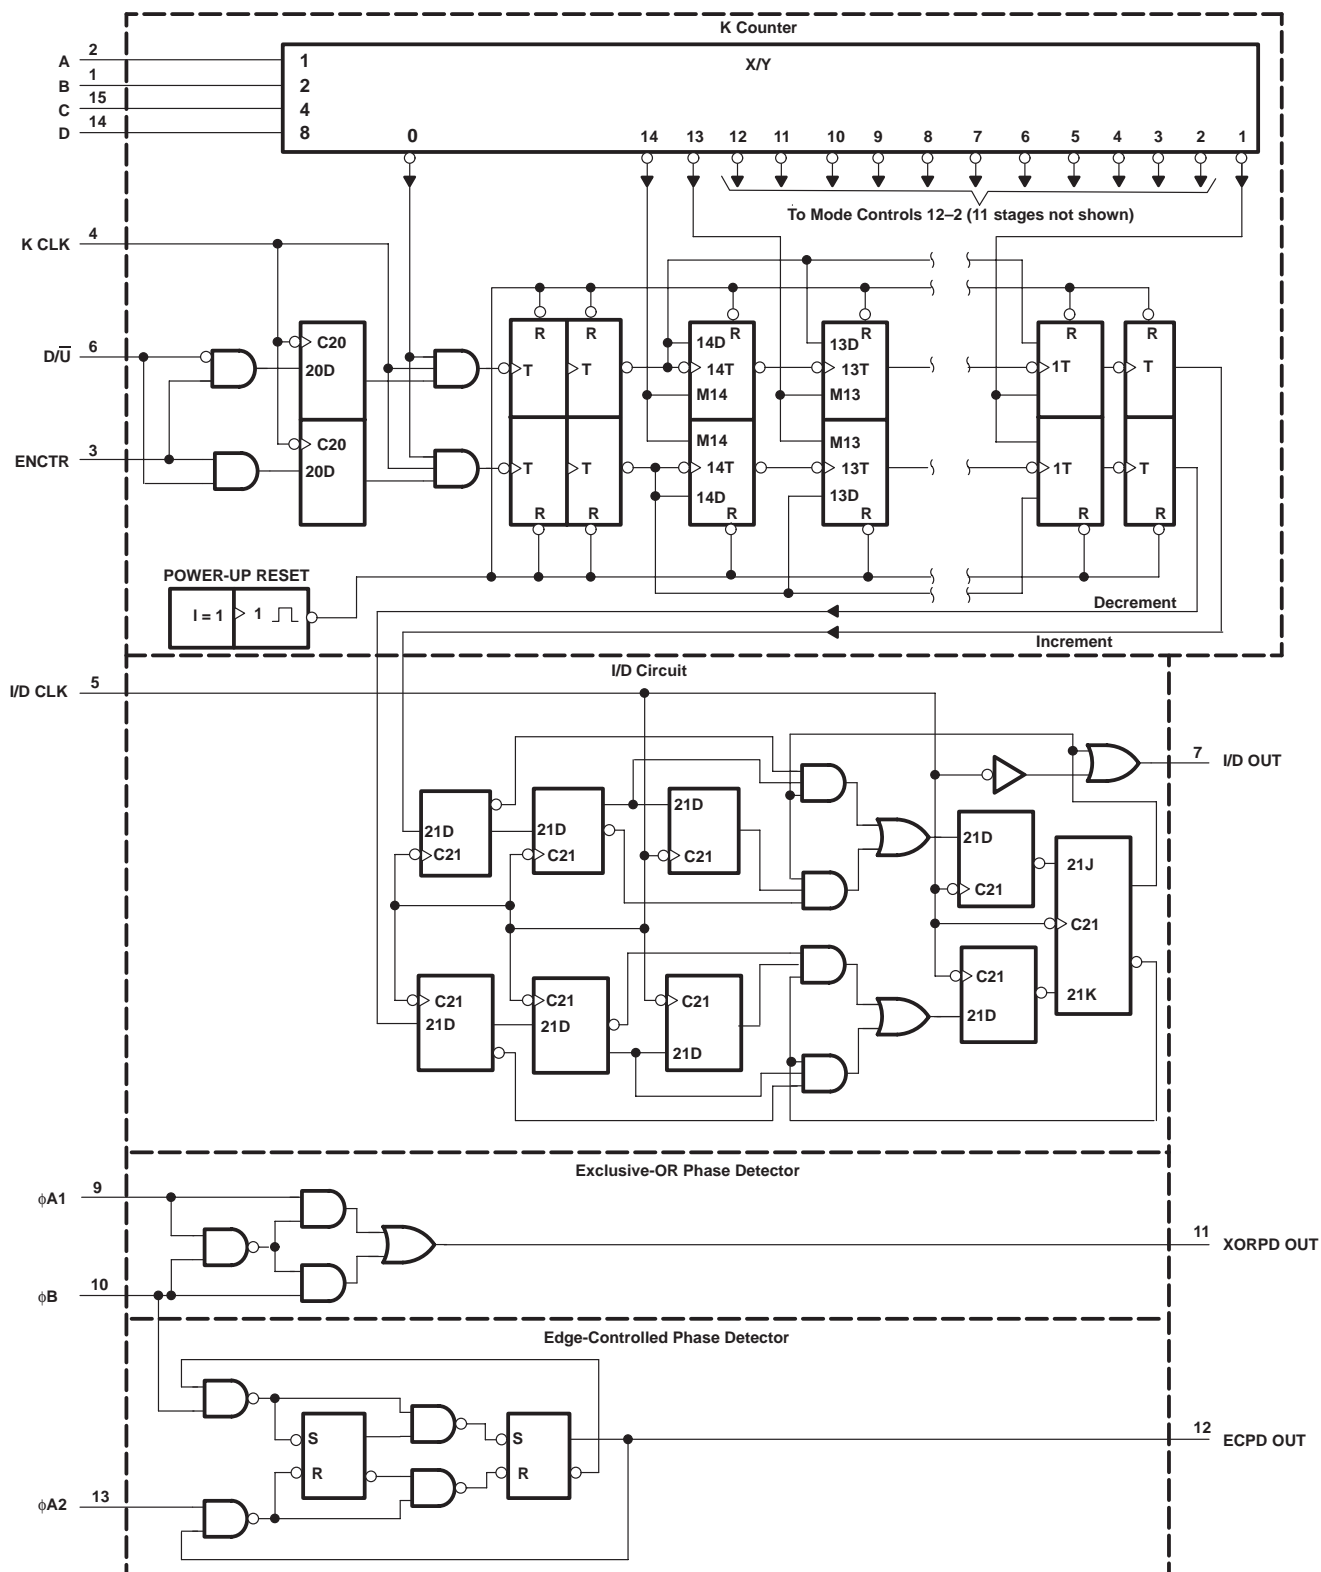 K Counter
A 2 1 X/Y
B 1 2
C 15 4
D 14 8
0 14 13 12 11 10 9 8 7 6 5 4 3 2 1
To Mode Controls 12–2 (11 stages not shown)
K CLK 4
R R R R R R
D/U̅ 6 C20 14D 13D
20D T T 14T 13T 1T T
M14 M13
C20 M14 M13
ENCTR 3 20D T T 14T 13T 1T T
14D 13D
R R R R R R
POWER-UP RESET
I = 1 1
Decrement
Increment
I/D Circuit
I/D CLK 5
7 I/D OUT
21D 21D 21D 21D
C21 C21 C21 C21 21J
C21
C21 C21 C21 C21
21D 21D 21D 21D 21K
Exclusive-OR Phase Detector
ϕA1 9
11 XORPD OUT
ϕB 10
Edge-Controlled Phase Detector
S S 12 ECPD OUT
R R
ϕA2 13